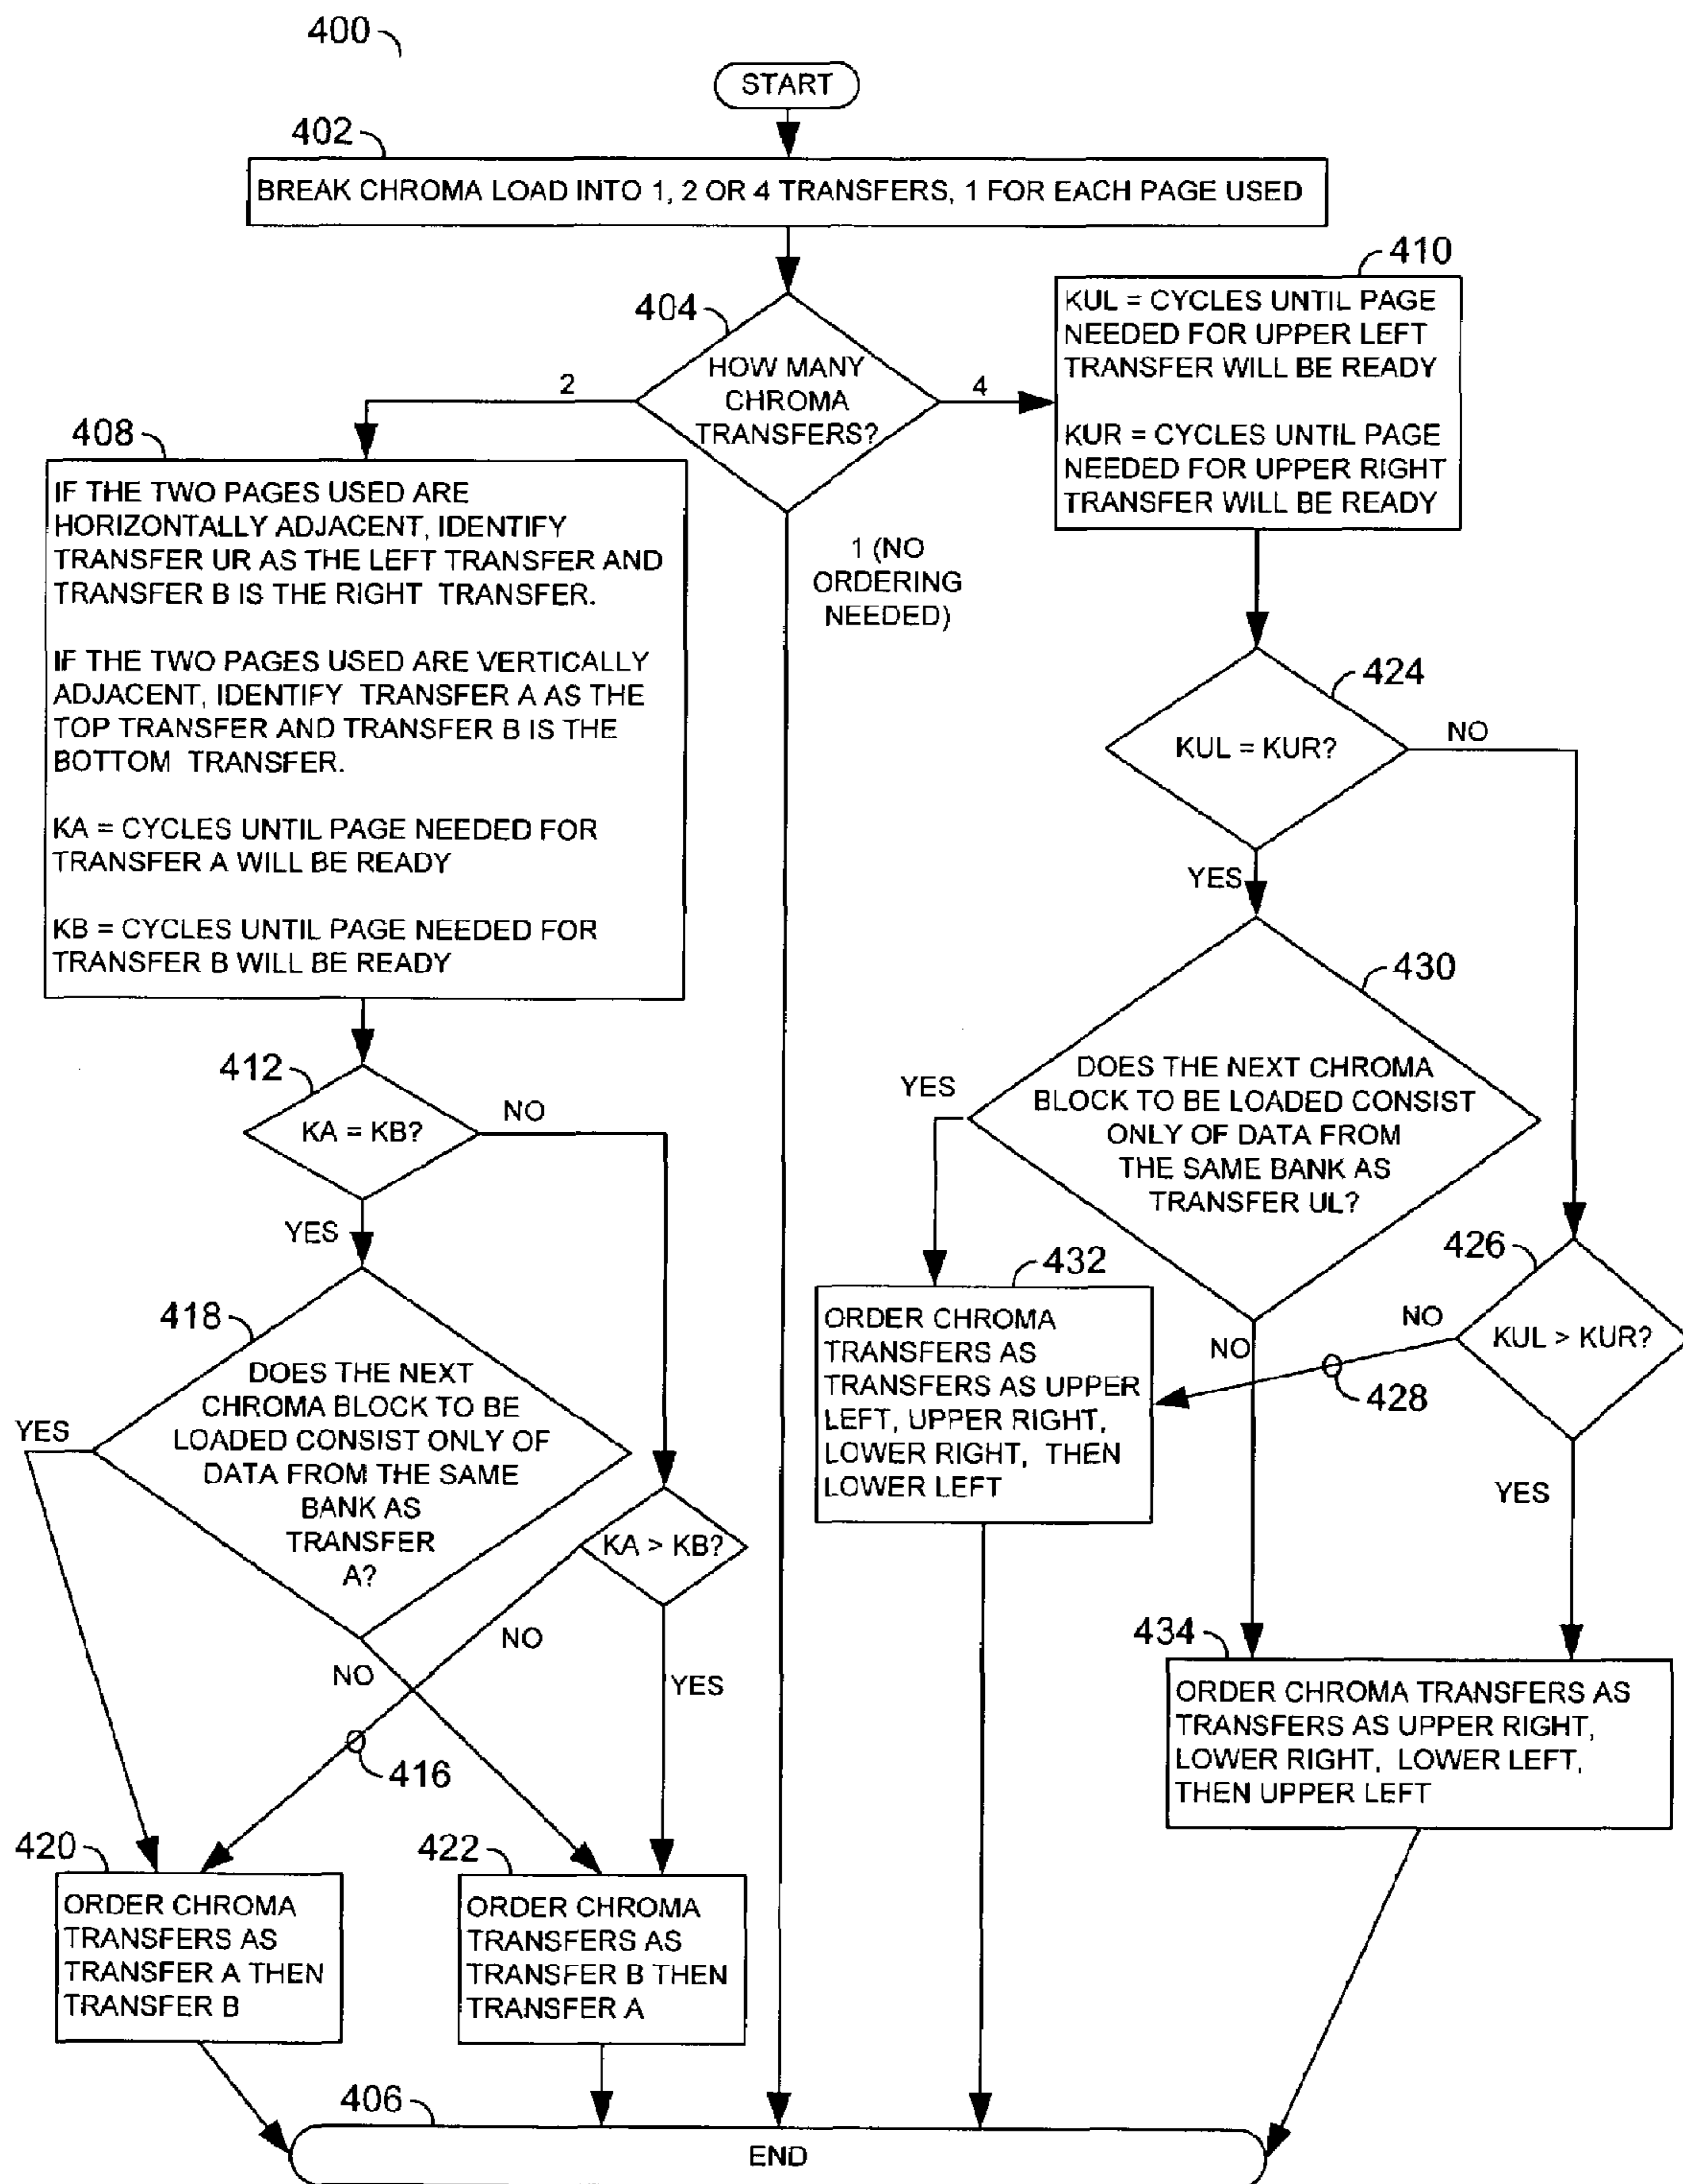 400
START
402
BREAK CHROMA LOAD INTO 1, 2 OR 4 TRANSFERS, 1 FOR EACH PAGE USED
404
HOW MANY
CHROMA
TRANSFERS?
2
4
1 (NO
ORDERING
NEEDED)
410
KUL = CYCLES UNTIL PAGE
NEEDED FOR UPPER LEFT
TRANSFER WILL BE READY
KUR = CYCLES UNTIL PAGE
NEEDED FOR UPPER RIGHT
TRANSFER WILL BE READY
408
IF THE TWO PAGES USED ARE
HORIZONTALLY ADJACENT, IDENTIFY
TRANSFER UR AS THE LEFT TRANSFER AND
TRANSFER B IS THE RIGHT TRANSFER.
IF THE TWO PAGES USED ARE VERTICALLY
ADJACENT, IDENTIFY TRANSFER A AS THE
TOP TRANSFER AND TRANSFER B IS THE
BOTTOM TRANSFER.
KA = CYCLES UNTIL PAGE NEEDED FOR
TRANSFER A WILL BE READY
KB = CYCLES UNTIL PAGE NEEDED FOR
TRANSFER B WILL BE READY
424
KUL = KUR?
NO
YES
412
KA = KB?
NO
YES
430
DOES THE NEXT CHROMA
BLOCK TO BE LOADED CONSIST
ONLY OF DATA FROM
THE SAME BANK AS
TRANSFER UL?
YES
NO
426
KUL > KUR?
NO
428
YES
418
DOES THE NEXT
CHROMA BLOCK TO BE
LOADED CONSIST ONLY OF
DATA FROM THE SAME
BANK AS
TRANSFER
A?
YES
NO
KA > KB?
NO
YES
416
432
ORDER CHROMA
TRANSFERS AS
TRANSFERS AS UPPER
LEFT, UPPER RIGHT,
LOWER RIGHT, THEN
LOWER LEFT
434
ORDER CHROMA TRANSFERS AS
TRANSFERS AS UPPER RIGHT,
LOWER RIGHT, LOWER LEFT,
THEN UPPER LEFT
420
ORDER CHROMA
TRANSFERS AS
TRANSFER A THEN
TRANSFER B
422
ORDER CHROMA
TRANSFERS AS
TRANSFER B THEN
TRANSFER A
406
END